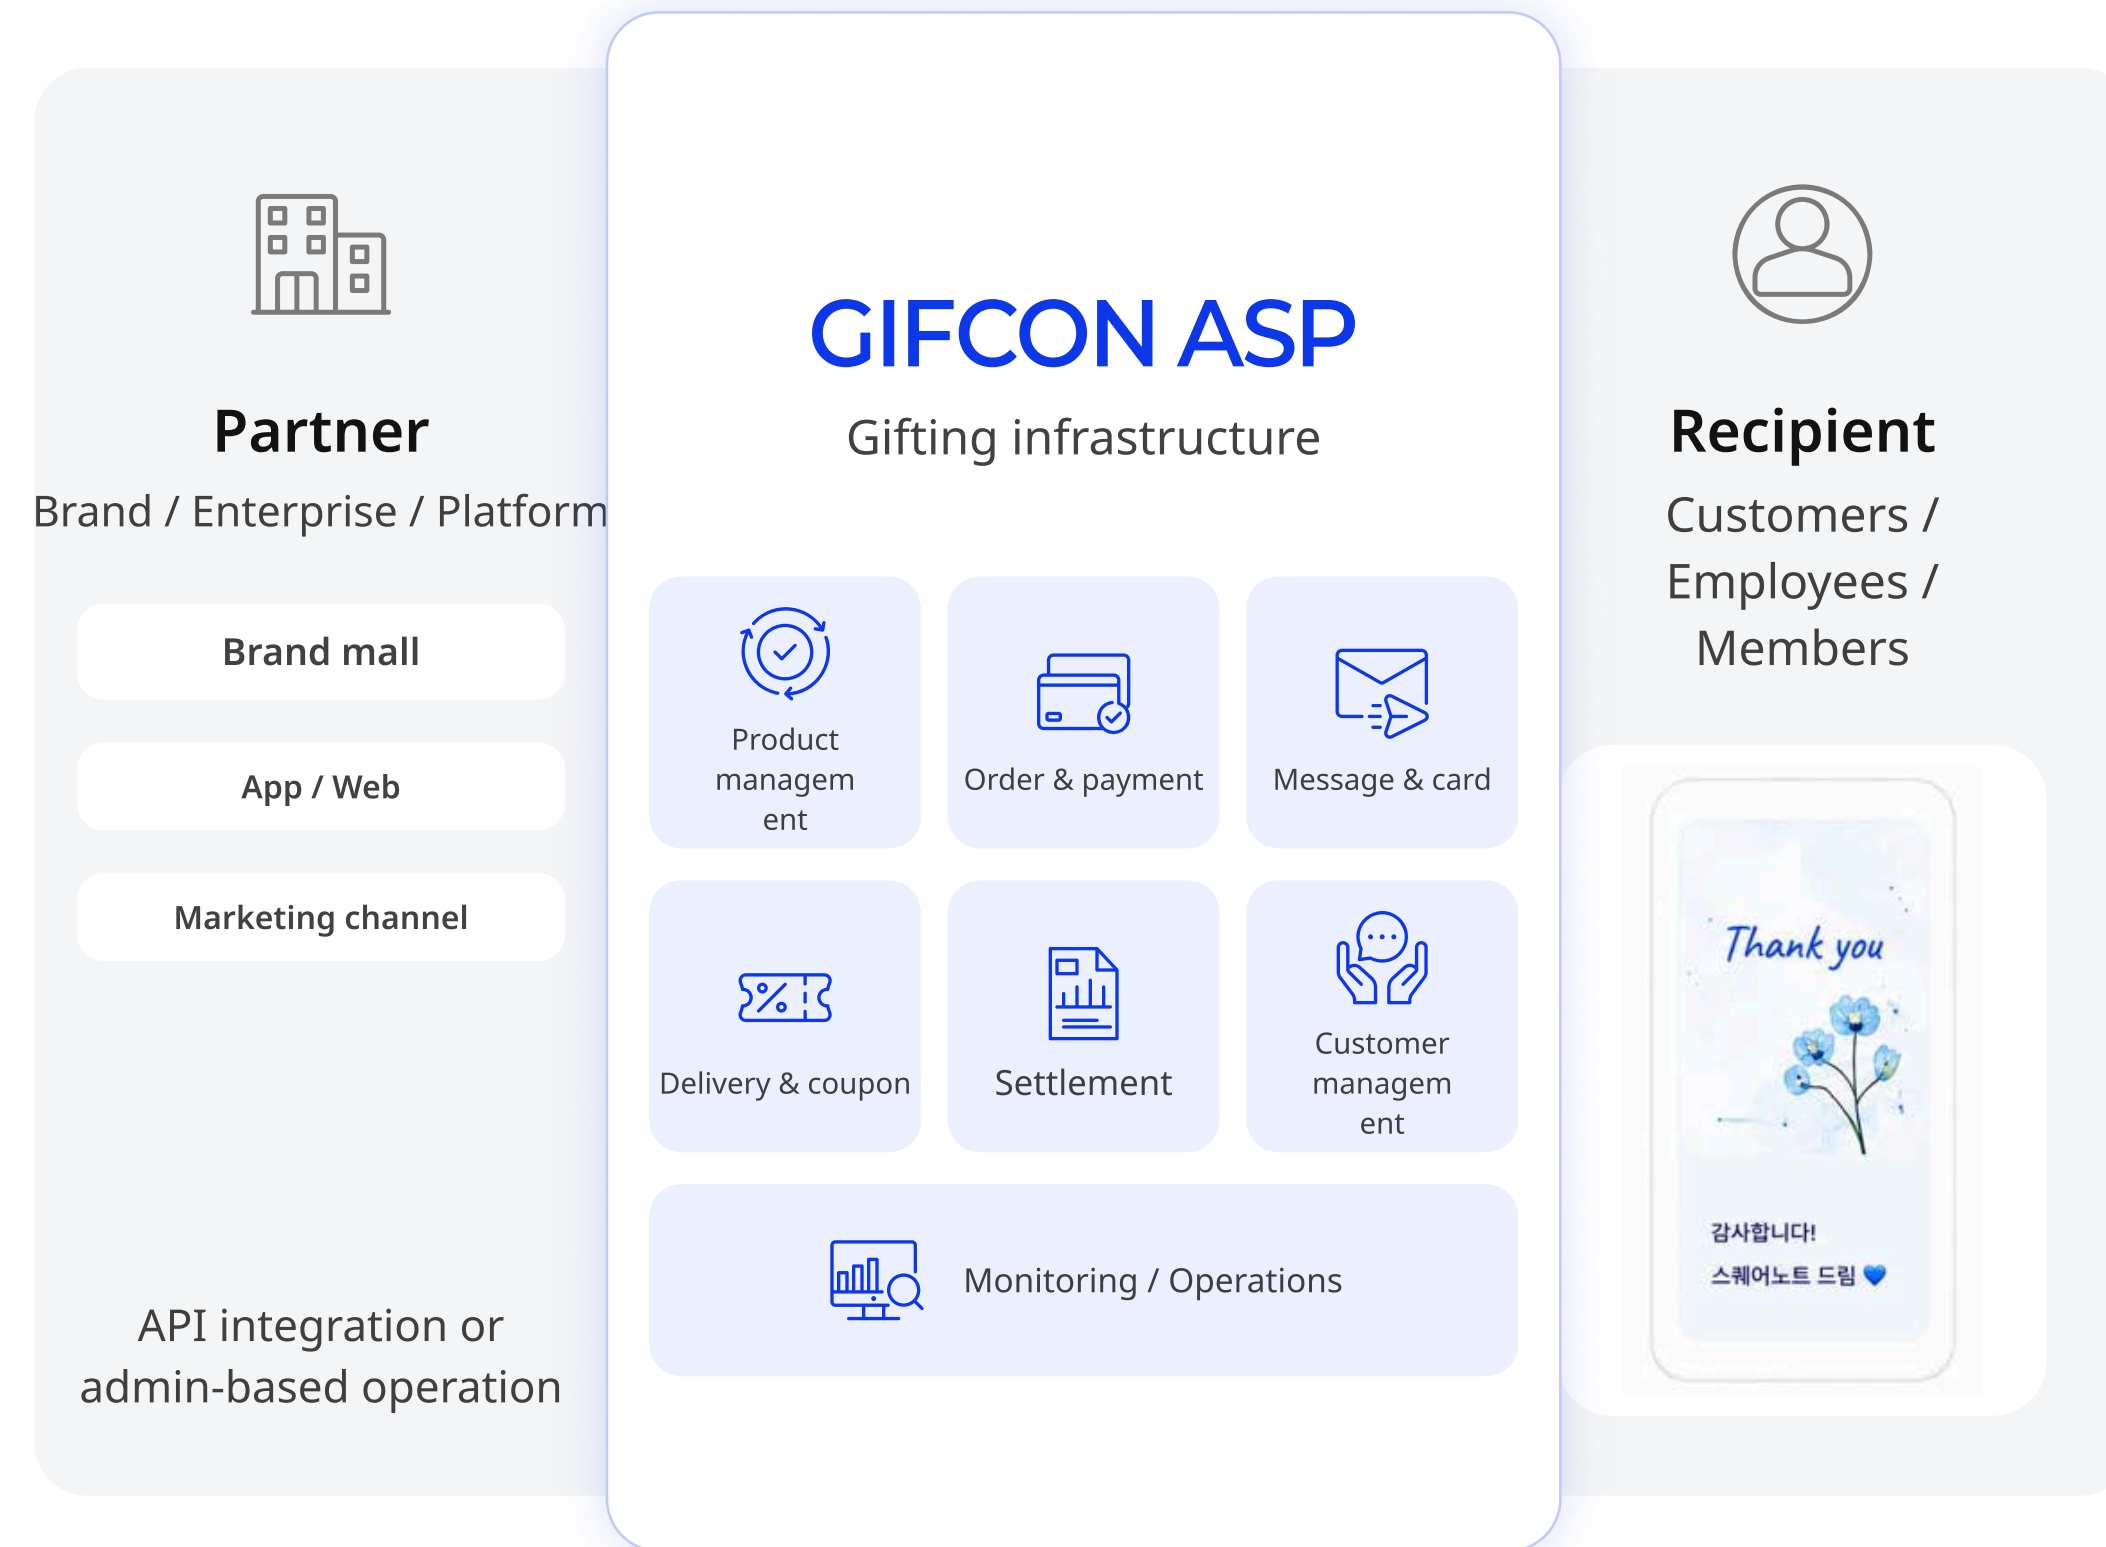 Partner
Brand / Enterprise / Platform
Brand mall
App / Web
Marketing channel
API integration or
admin-based operation
GIFCON ASP
Gifting infrastructure
Product
managem
ent
Order & payment
Message & card
Delivery & coupon
Settlement
Customer
managem
ent
Monitoring / Operations
Recipient
Customers /
Employees /
Members
Thank you
감사합니다!
스퀘어노트 드림 💙